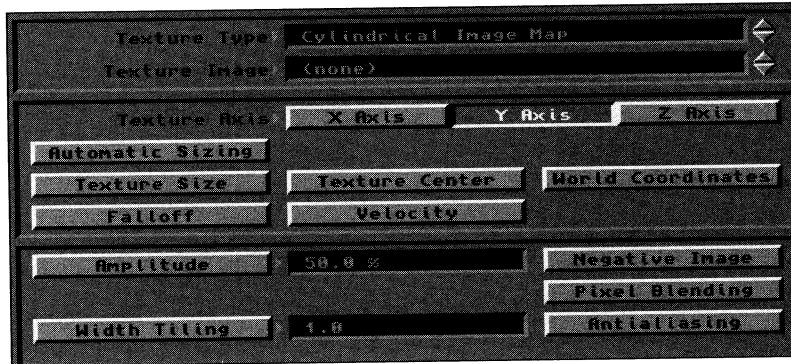 Texture Type Cylindrical Image Map
Texture Image (none)
Texture Axis X Axis Y Axis Z Axis
Automatic Sizing
Texture Size Texture Center World Coordinates
Falloff Velocity
Amplitude 50.0 % Negative Image
Pixel Blending
Width Tiling 1.0 Antialiasing